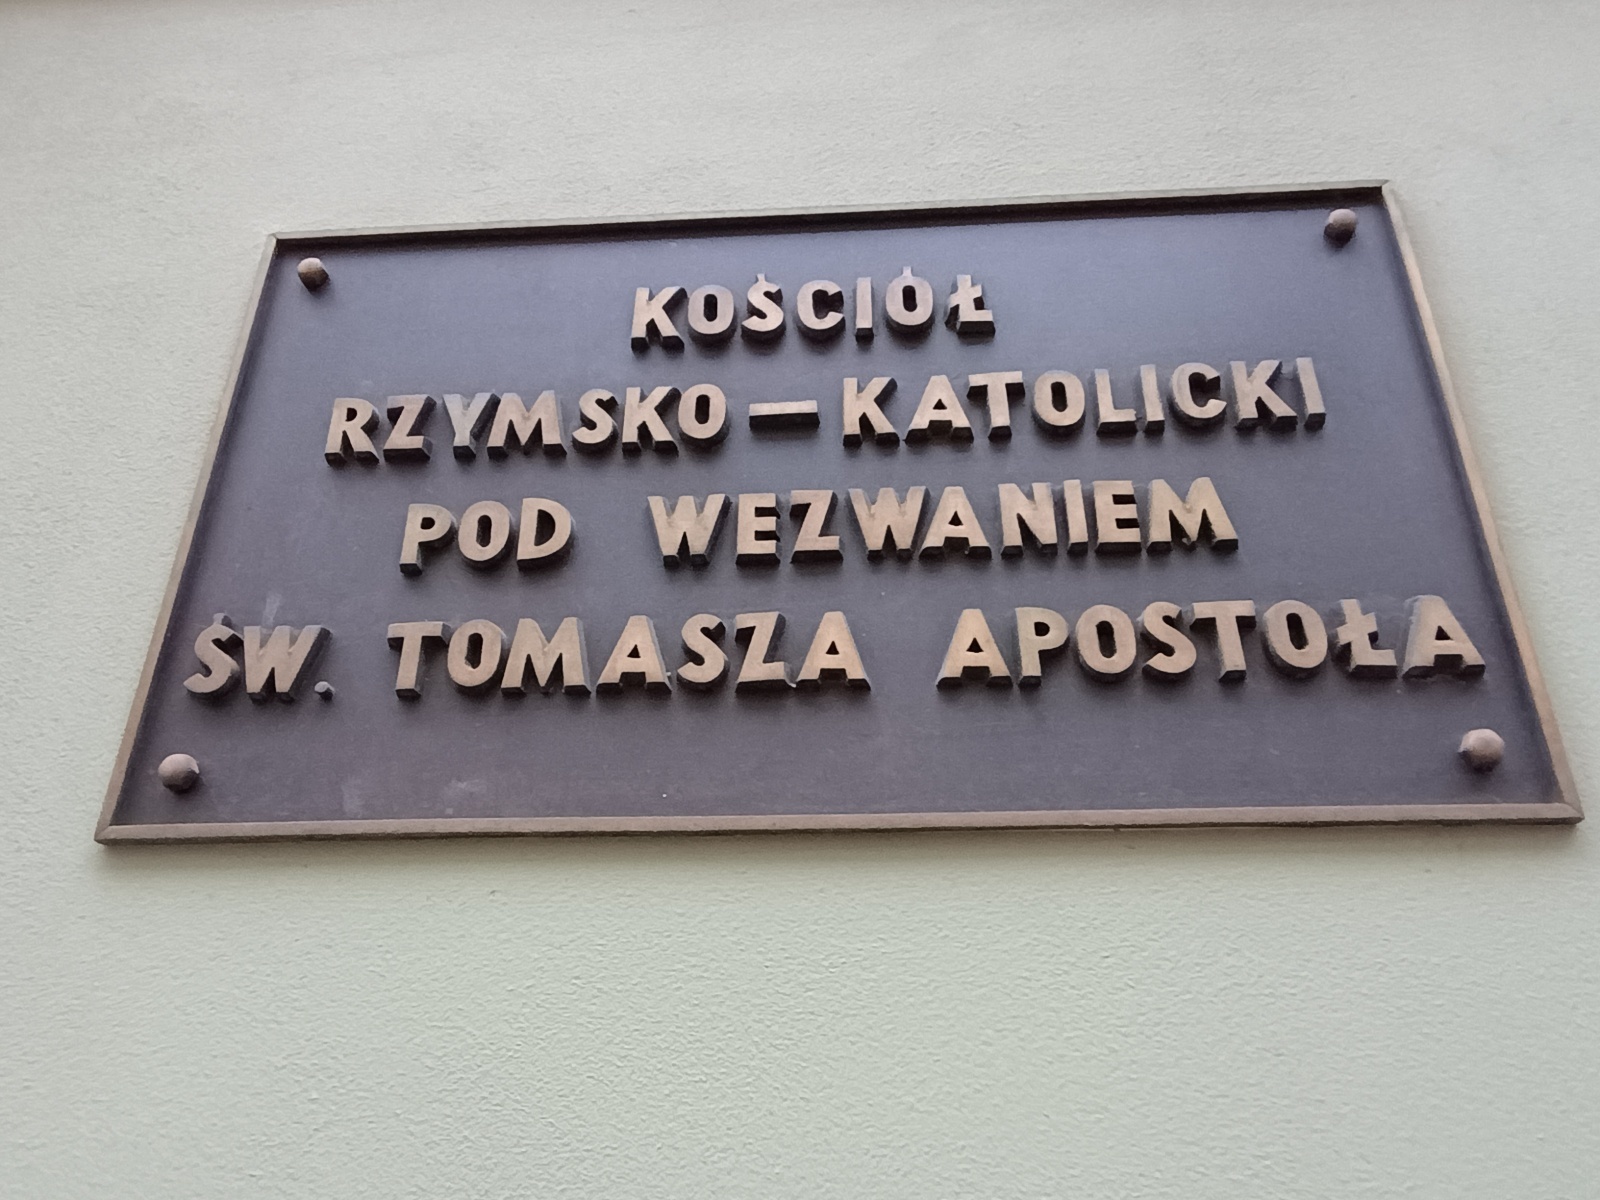 KOŚCIÓŁ
RZYMSKO – KATOLICKI
POD WEZWANIEM
ŚW. TOMASZA APOSTOŁA